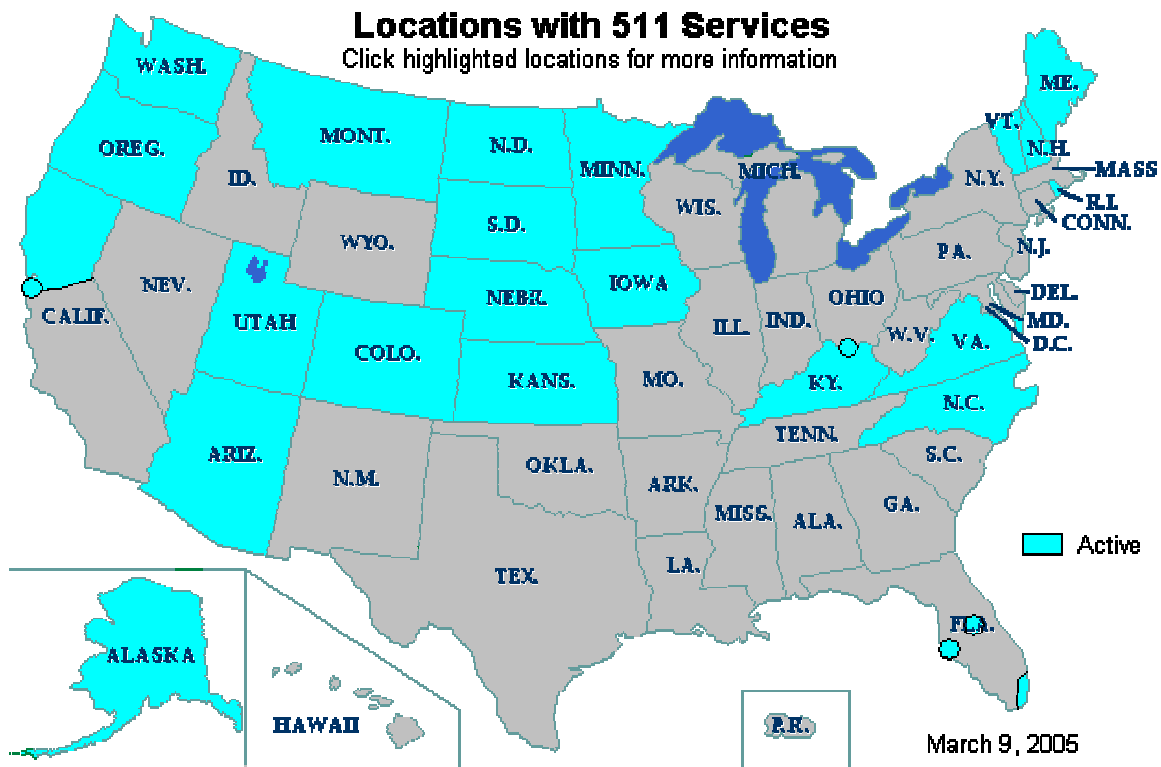 Locations with 511 Services
Click highlighted locations for more information
WASH.
ME.
MONT.
VT.
OREG.
N.D.
N.H.
MINN.
MICH.
MASS
ID.
N.Y.
R.I.
WIS.
S.D.
CONN.
WYO.
PA.
N.J.
NEV.
IOWA
DEL.
NEBR.
OHIO
CALIF.
UTAH
ILL.
IND.
MD.
W.V.
VA.
D.C.
COLO.
KANS.
MO.
KY.
N.C.
TENN.
ARIZ.
S.C.
OKLA.
N.M.
ARK.
GA.
MISS.
ALA.
Active
LA.
TEX.
FLA.
ALASKA
HAWAII
P.R.
March 9, 2005